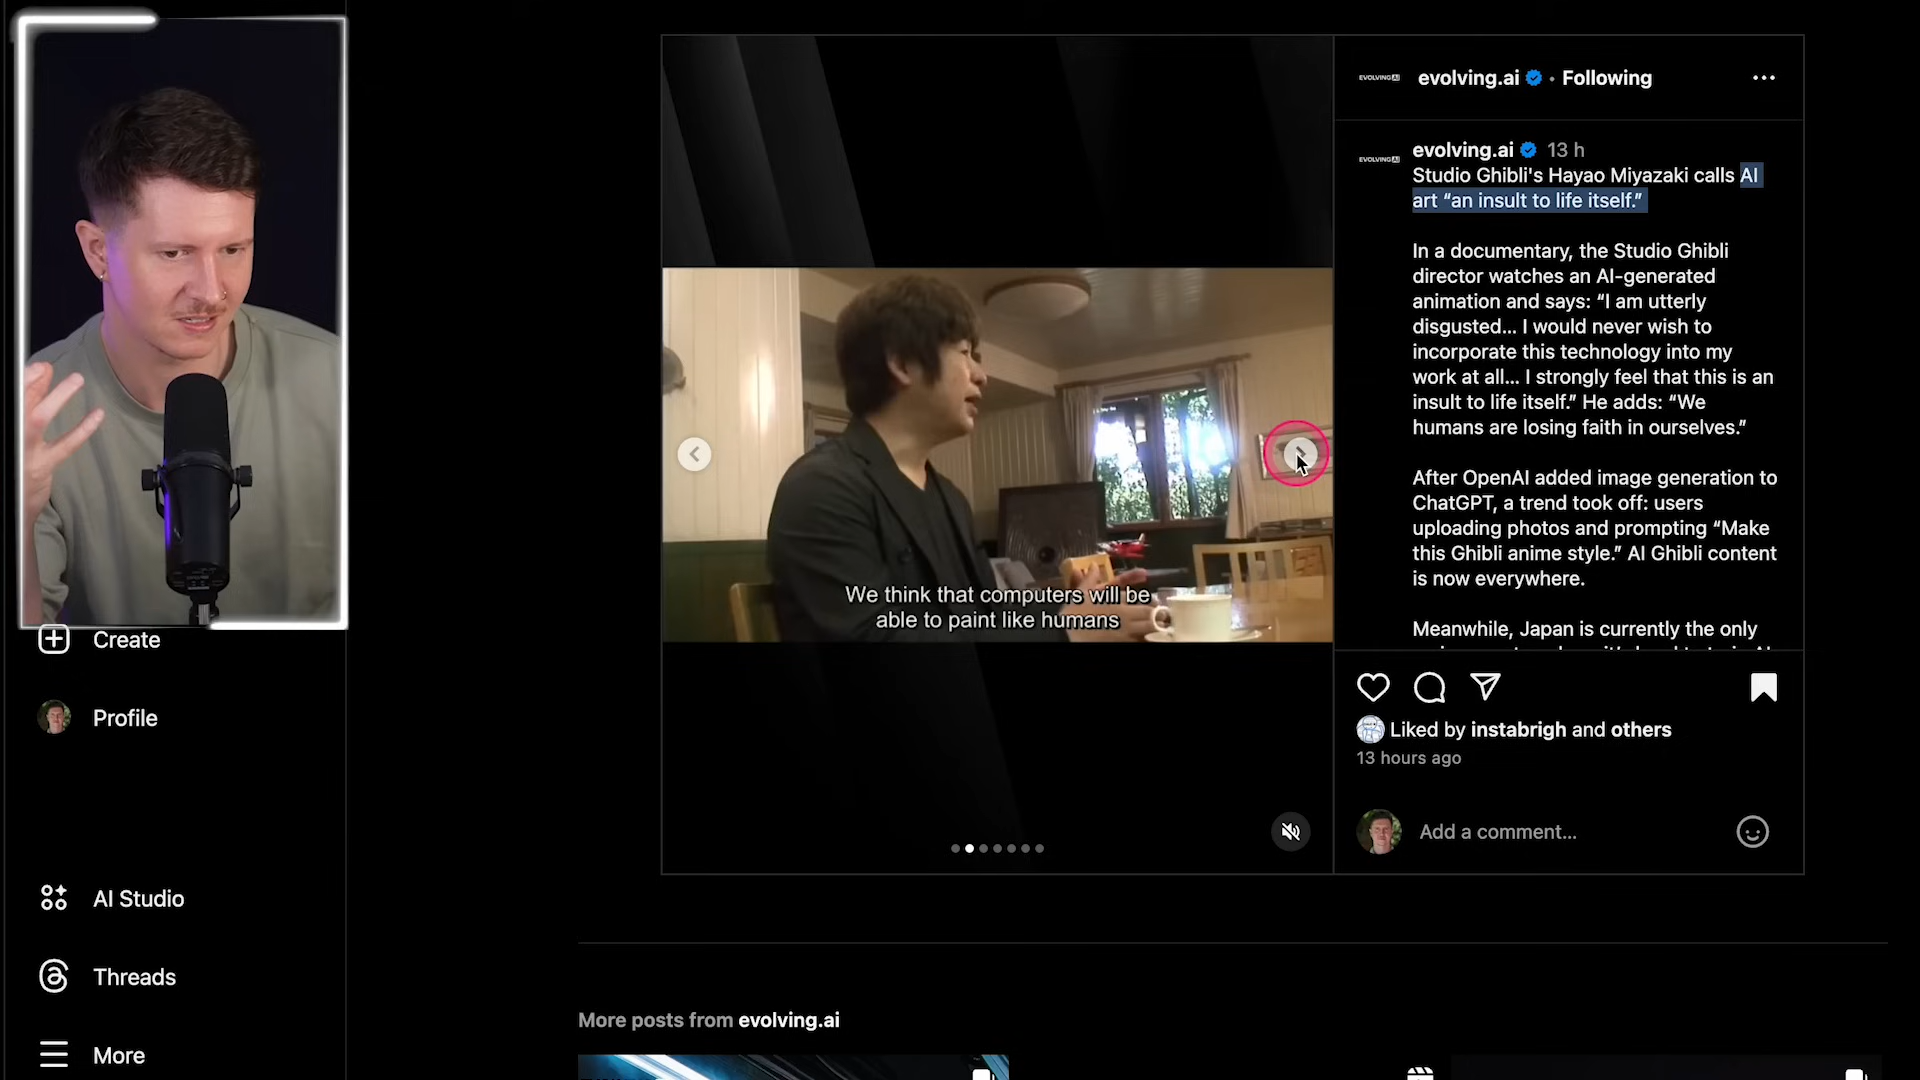 Create
Profile
AI Studio
Threads
More
We think that computers will be
able to paint like humans
EVOLVING AI
evolving.ai • Following
EVOLVING AI
evolving.ai 13 h
Studio Ghibli's Hayao Miyazaki calls AI
art “an insult to life itself.”
In a documentary, the Studio Ghibli
director watches an AI-generated
animation and says: “I am utterly
disgusted... I would never wish to
incorporate this technology into my
work at all... I strongly feel that this is an
insult to life itself.” He adds: “We
humans are losing faith in ourselves.”
After OpenAI added image generation to
ChatGPT, a trend took off: users
uploading photos and prompting “Make
this Ghibli anime style.” AI Ghibli content
is now everywhere.
Meanwhile, Japan is currently the only
Liked by instabrigh and others
13 hours ago
Add a comment...
More posts from evolving.ai